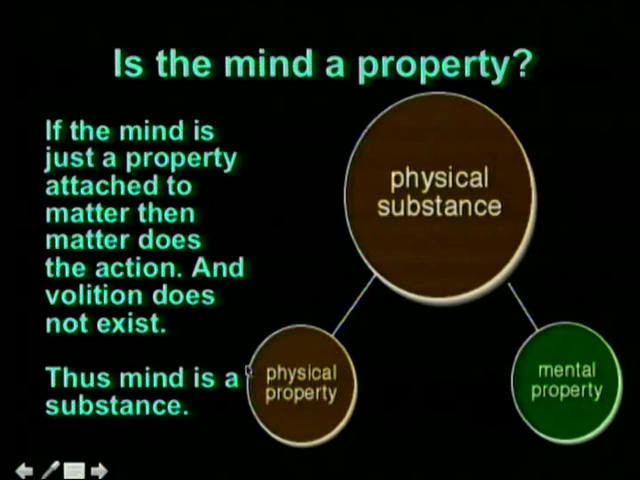 Is the mind a property?
If the mind is
just a property
attached to
matter then
matter does
the action. And
volition does
not exist.
Thus mind is a
substance.
physical
substance
physical
property
mental
property